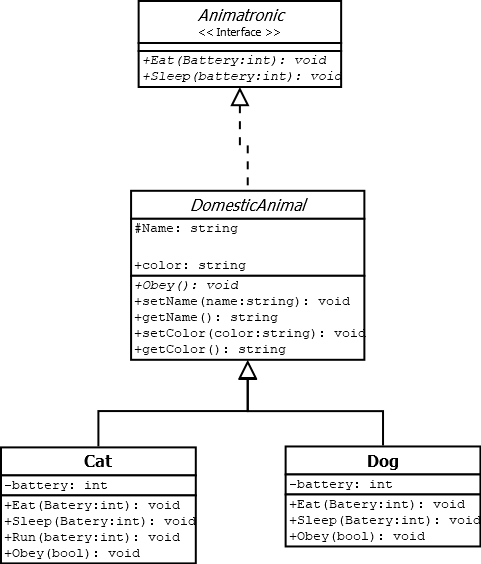 Animatronic
<< Interface >>
+Eat(Battery:int): void
+Sleep(battery:int): void
DomesticAnimal
#Name: string
+color: string
+Obey(): void
+setName(name:string): void
+getName(): string
+setColor(color:string): void
+getColor(): string
Cat
-battery: int
+Eat(Batery:int): void
+Sleep(Batery:int): void
+Run(batery:int): void
+Obey(bool): void
Dog
-battery: int
+Eat(Batery:int): void
+Sleep(Batery:int): void
+Obey(bool): void